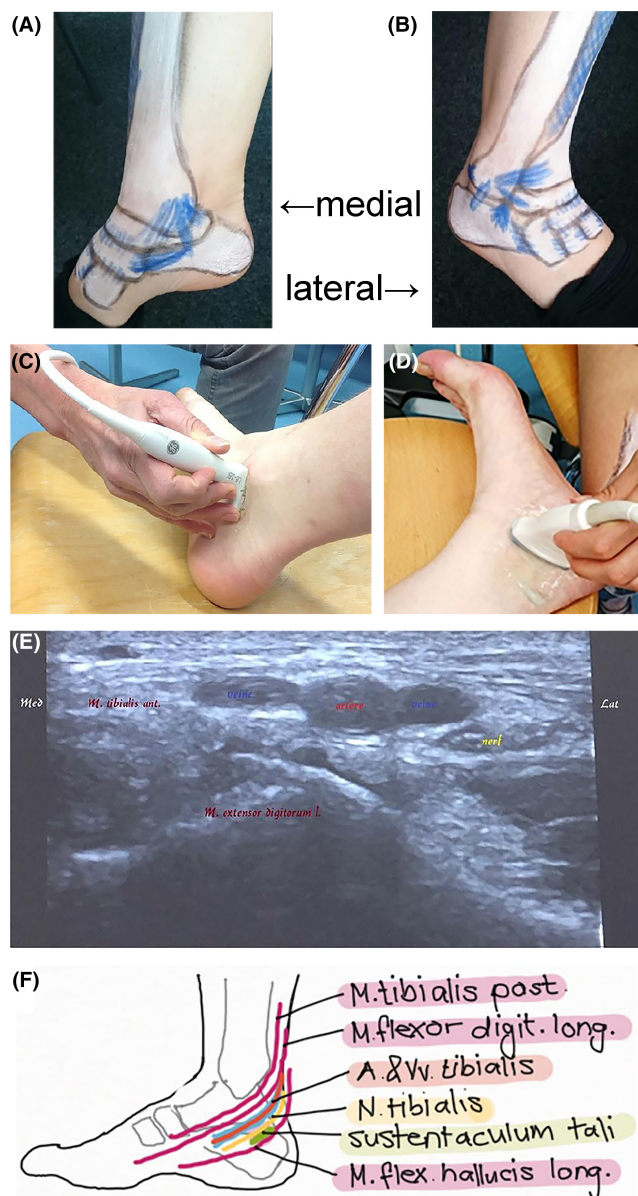 (A)
(B)
←medial
lateral→
(C)
(D)
(E)
Med
M. tibialis ant.
veine
artère
veine
Lat
nerf
M. extensor digitorum l.
(F)
M. tibialis post.
M. flexor digit. long.
A. & Vv. tibialis
N. tibialis
sustentaculum tali
M. flex. hallucis long.